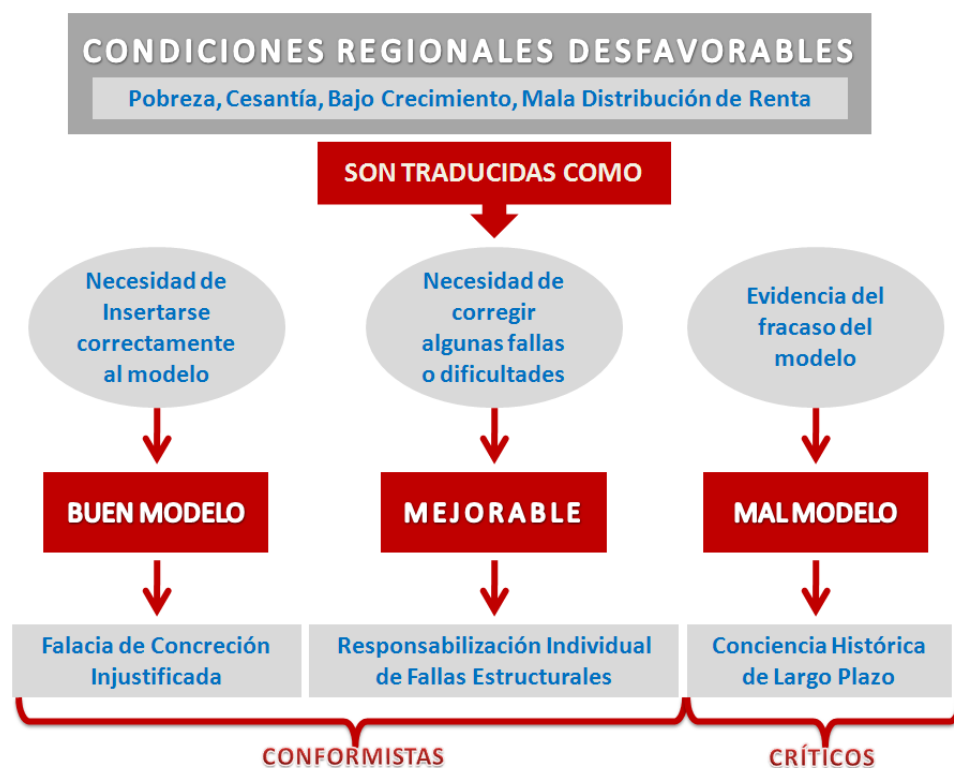 CONDICIONES REGIONALES DESFAVORABLES
Pobreza, Cesantía, Bajo Crecimiento, Mala Distribución de Renta
SON TRADUCIDAS COMO
Necesidad de
Insertarse
correctamente
al modelo
Necesidad de
corregir
algunas fallas
o dificultades
Evidencia del
fracaso del
modelo
BUEN MODELO
MEJORABLE
MAL MODELO
Falacia de Concreción
Injustificada
Responsabilización Individual
de Fallas Estructurales
Conciencia Histórica
de Largo Plazo
CONFORMISTAS
CRÍTICOS